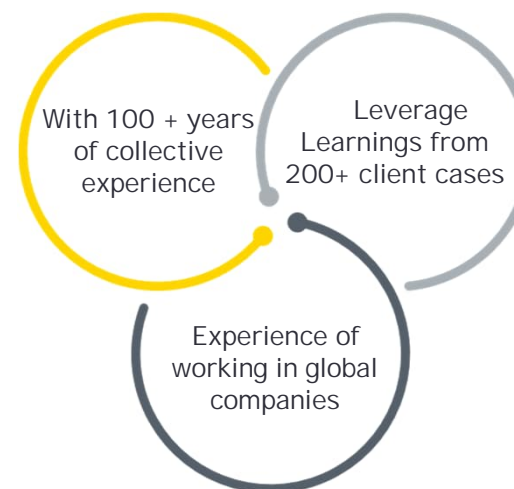 With 100 + years
of collective
experience
Leverage
Learnings from
200+ client cases
Experience of
working in global
companies